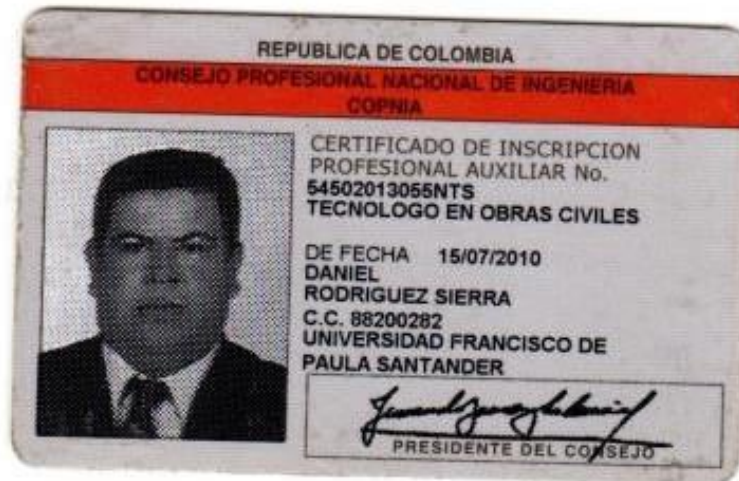 REPUBLICA DE COLOMBIA
CONSEJO PROFESIONAL NACIONAL DE INGENIERIA
COPNIA
CERTIFICADO DE INSCRIPCION
PROFESIONAL AUXILIAR No.
54502013055NTS
TECNOLOGO EN OBRAS CIVILES
DE FECHA 15/07/2010
DANIEL
RODRIGUEZ SIERRA
C.C. 88200282
UNIVERSIDAD FRANCISCO DE
PAULA SANTANDER
PRESIDENTE DEL CONSEJO